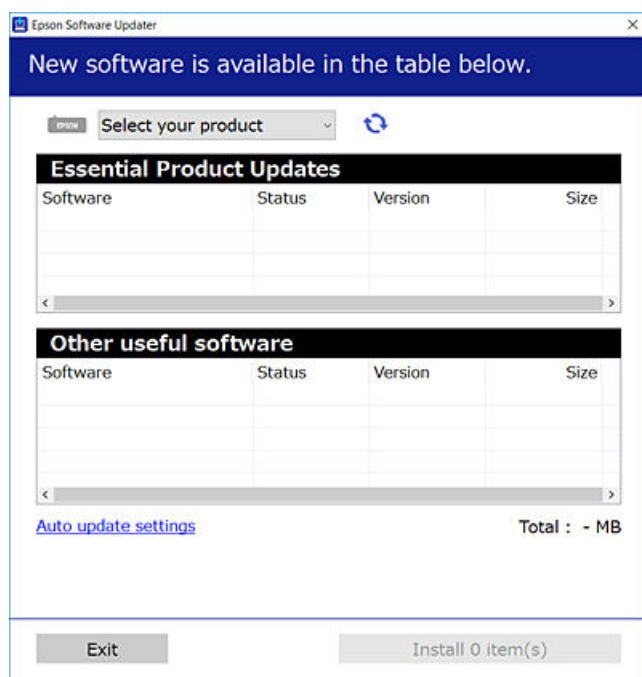 Epson Software Updater
New software is available in the table below.
EPSON Select your product
Essential Product Updates
Software Status Version Size
Other useful software
Software Status Version Size
Auto update settings Total : - MB
Exit Install 0 item(s)